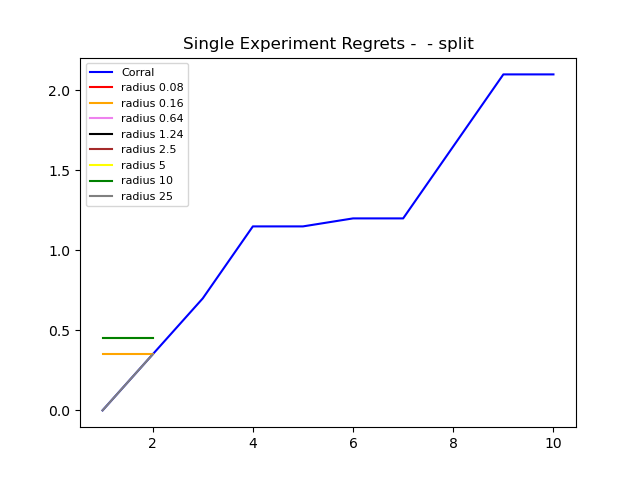 Single Experiment Regrets -  - split
Corral
radius 0.08
radius 0.16
radius 0.64
radius 1.24
radius 2.5
radius 5
radius 10
radius 25
2.0
1.5
1.0
0.5
0.0
2
4
6
8
10